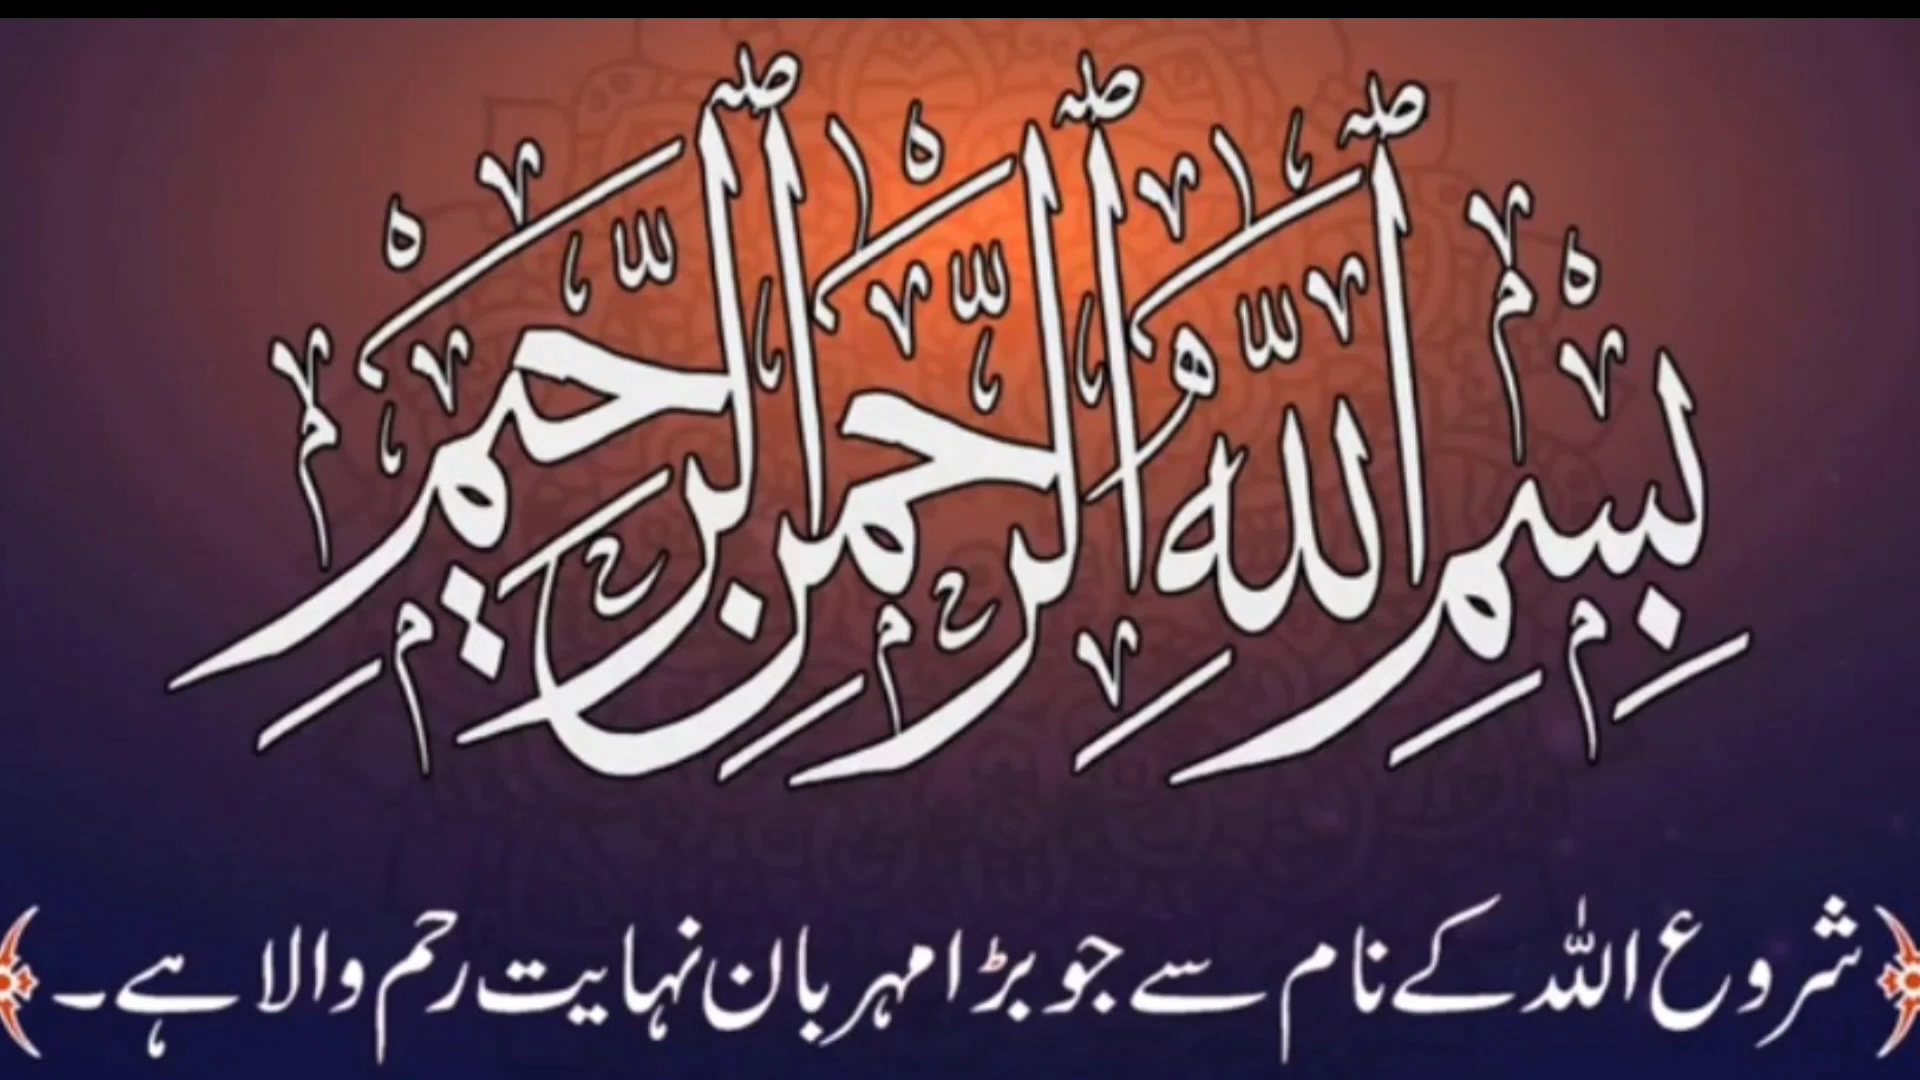 بِسْمِ اللّٰهِ الرَّحْمٰنِ الرَّحِيْمِ
شروع اللہ کے نام سے جو بڑا مہربان نہایت رحم والا ہے۔